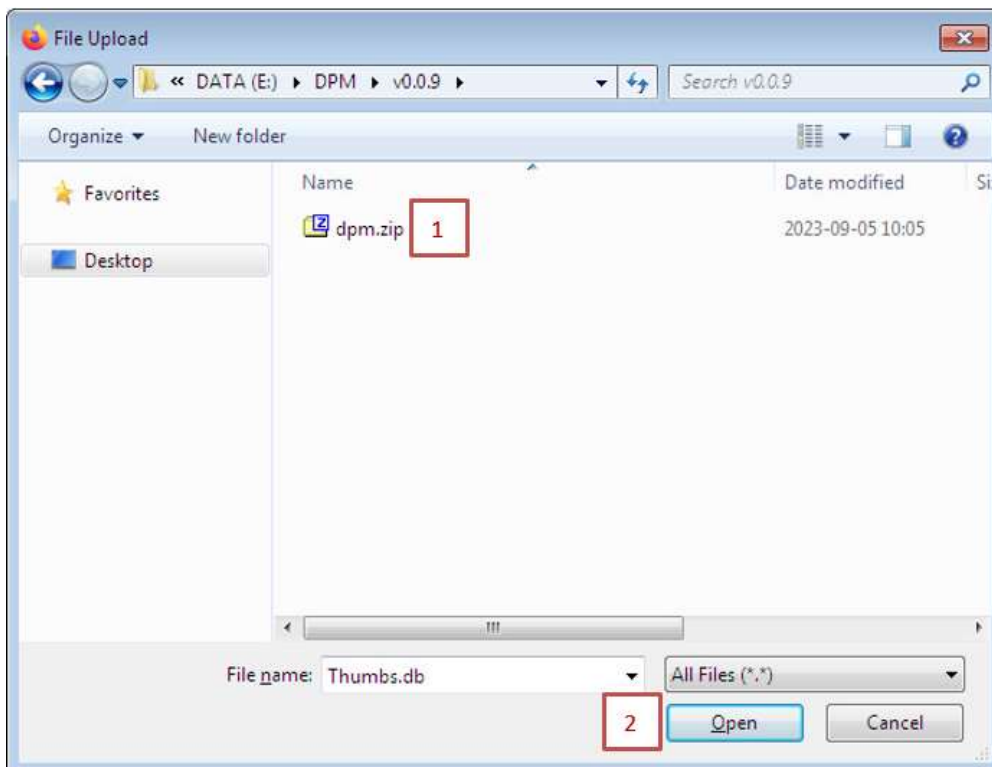 File Upload
« DATA (E:) ▸ DPM ▸ v0.0.9 ▸ Search v0.0.9
Organize ▾ New folder
Favorites
Desktop
Name Date modified Si
dpm.zip 1 2023-09-05 10:05
File name: Thumbs.db All Files (*.*)
2 Open Cancel